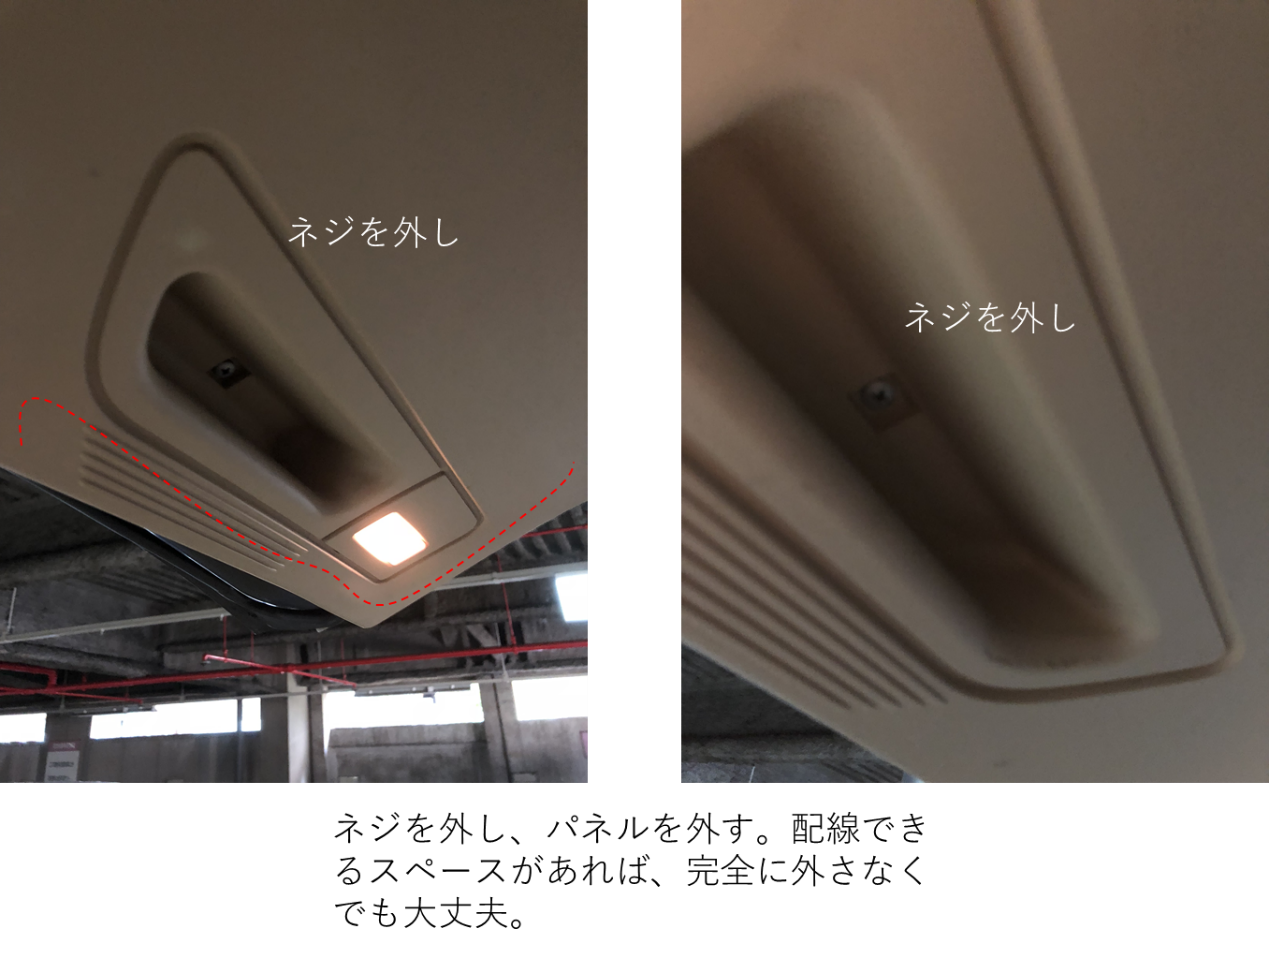 ネジを外し
ネジを外し
ネジを外し、パネルを外す。配線でき
るスペースがあれば、完全に外さなく
でも大丈夫。